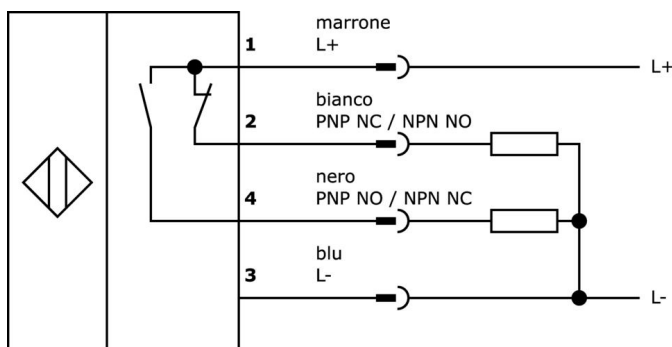 marrone
1 L+
L+
bianco
2 PNP NC / NPN NO
nero
4 PNP NO / NPN NC
blu
3 L-
L-